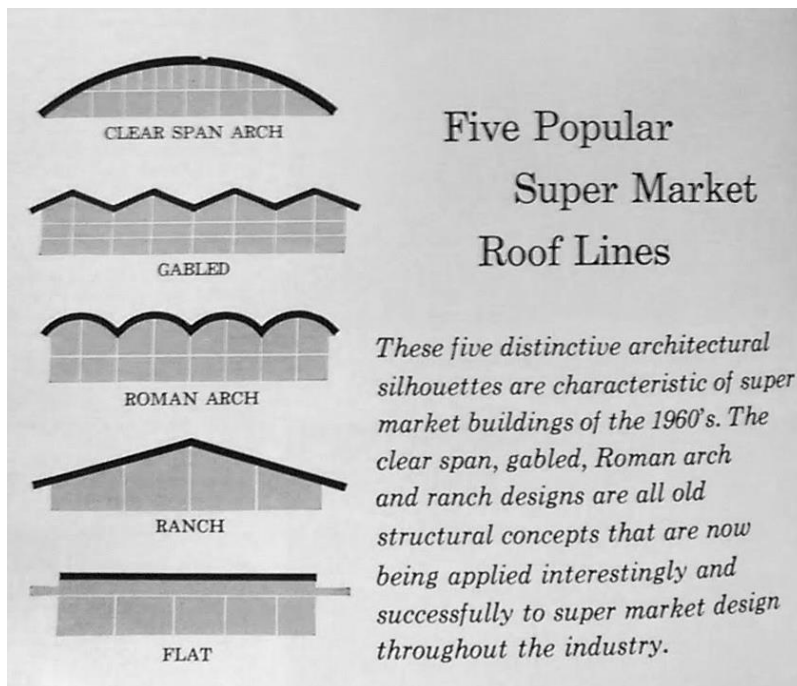 CLEAR SPAN ARCH
GABLED
ROMAN ARCH
RANCH
FLAT
Five Popular
Super Market
Roof Lines
These five distinctive architectural
silhouettes are characteristic of super
market buildings of the 1960's. The
clear span, gabled, Roman arch
and ranch designs are all old
structural concepts that are now
being applied interestingly and
successfully to super market design
throughout the industry.